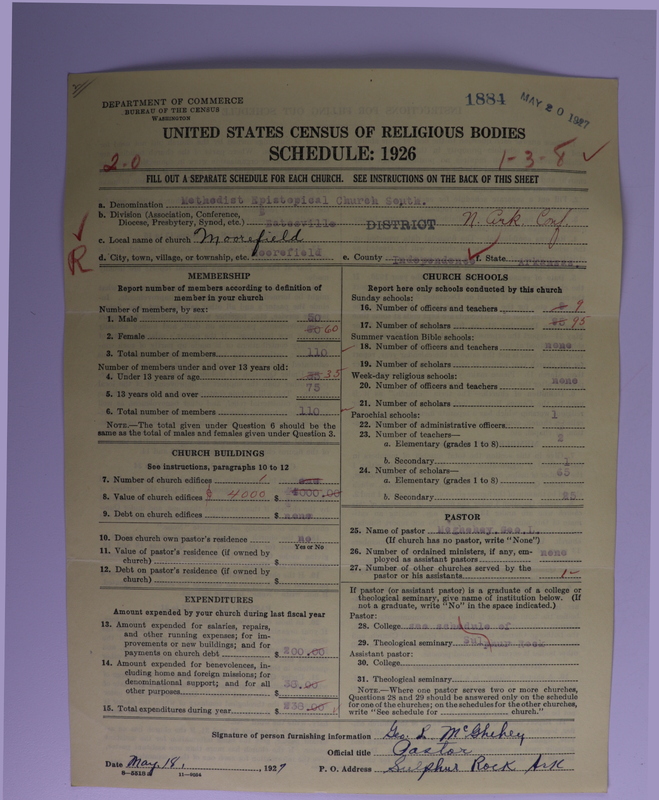 DEPARTMENT OF COMMERCE
BUREAU OF THE CENSUS
WASHINGTON
1884 MAY 20 1927
UNITED STATES CENSUS OF RELIGIOUS BODIES
SCHEDULE: 1926
2-0 1-3-8 ✓
FILL OUT A SEPARATE SCHEDULE FOR EACH CHURCH. SEE INSTRUCTIONS ON THE BACK OF THIS SHEET
a. Denomination Methodist Epistopical Church South.
b. Division (Association, Conference, Diocese, Presbytery, Synod, etc.) Batesville DISTRICT N. Ark. Conf.
c. Local name of church Moorefield
R
d. City, town, village, or township, etc. Moorefield e. County Independence f. State Arkansas.
MEMBERSHIP
Report number of members according to definition of
member in your church
Number of members, by sex:
1. Male 50
2. Female 60
3. Total number of members 110
Number of members under and over 13 years old:
4. Under 13 years of age 35
5. 13 years old and over 75
6. Total number of members 110
NOTE.—The total given under Question 6 should be
same as the total of males and females given under Question 3.
CHURCH BUILDINGS
See instructions, paragraphs 10 to 12
7. Number of church edifices 1
8. Value of church edifices $ 4000 $
9. Debt on church edifices $ none
10. Does church own pastor's residence no
Yes or No
11. Value of pastor's residence (if owned by
church) $
12. Debt on pastor's residence (if owned by
church) $
EXPENDITURES
Amount expended by your church during last fiscal year
13. Amount expended for salaries, repairs,
and other running expenses; for im-
provements or new buildings; and for
payments on church debt $ 200.00
14. Amount expended for benevolences, in-
cluding home and foreign missions; for
denominational support; and for all
other purposes $ 38.00
15. Total expenditures during year $ 238.00
CHURCH SCHOOLS
Report here only schools conducted by this church
Sunday schools:
16. Number of officers and teachers 9
17. Number of scholars 95
Summer vacation Bible schools:
18. Number of officers and teachers none
19. Number of scholars
Week-day religious schools:
20. Number of officers and teachers none
21. Number of scholars
Parochial schools: 1
22. Number of administrative officers
23. Number of teachers—
a. Elementary (grades 1 to 8) 2
b. Secondary 1
24. Number of scholars—
a. Elementary (grades 1 to 8) 65
b. Secondary
PASTOR
25. Name of pastor Mcghehey, Geo. L.
(If church has no pastor, write "None")
26. Number of ordained ministers, if any, em-
ployed as assistant pastors none
27. Number of other churches served by the
pastor or his assistants
If pastor (or assistant pastor) is a graduate of a college or
theological seminary, give name of institution below. (If
not a graduate, write "No" in the space indicated.)
Pastor:
28. College see schedule of
29. Theological seminary Sulphur Rock
Assistant pastor:
30. College
31. Theological seminary
NOTE.—Where one pastor serves two or more churches,
Questions 28 and 29 should be answered only on the schedule
for one of the churches; on the schedules for the other churches,
write "See schedule for church."
Signature of person furnishing information Geo. L. McGhehey
Official title Pastor
Date May, 18, , 1927 P. O. Address Sulphur Rock Ark
8-5518 11-9054